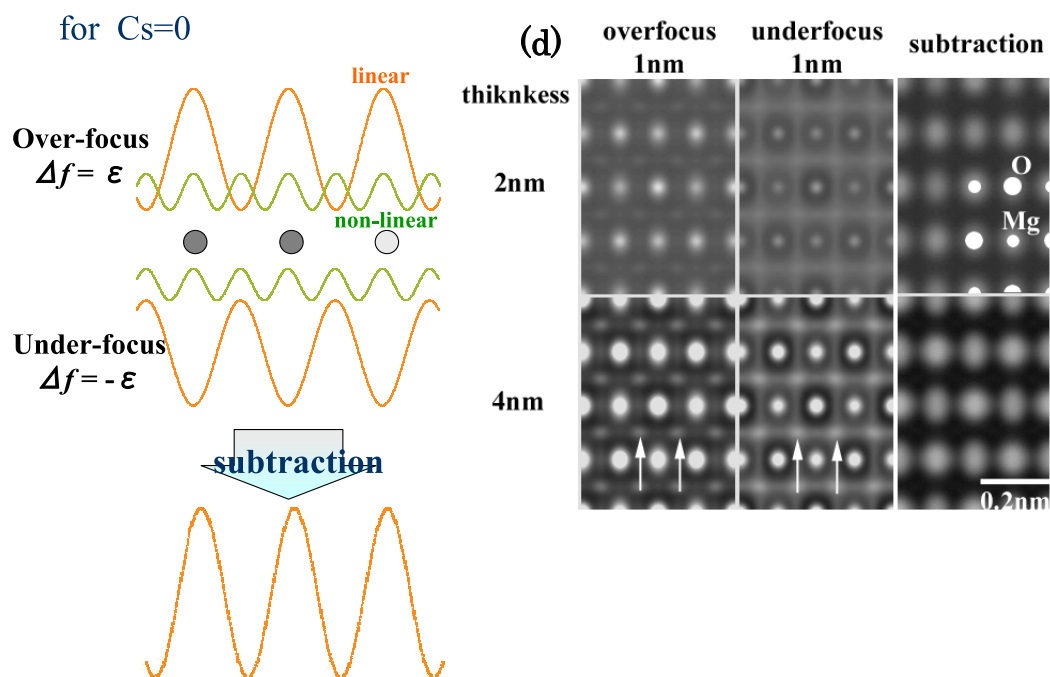 for Cs=0
linear
Over-focus
Δf = ε
non-linear
Under-focus
Δf = - ε
subtraction
(d)
overfocus
1nm
underfocus
1nm
subtraction
thiknkess
2nm
O
Mg
4nm
0.2nm